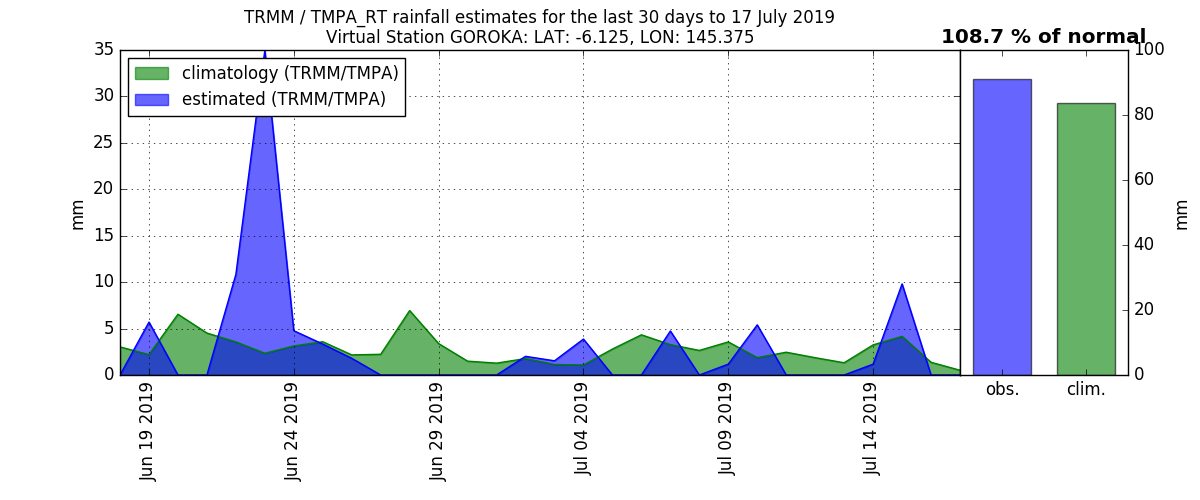 TRMM / TMPA_RT rainfall estimates for the last 30 days to 17 July 2019
Virtual Station GOROKA: LAT: -6.125, LON: 145.375
108.7 % of normal
climatology (TRMM/TMPA)
estimated (TRMM/TMPA)
35
30
25
20
15
10
5
0
mm
Jun 19 2019
Jun 24 2019
Jun 29 2019
Jul 04 2019
Jul 09 2019
Jul 14 2019
obs.
clim.
100
80
60
40
20
0
mm